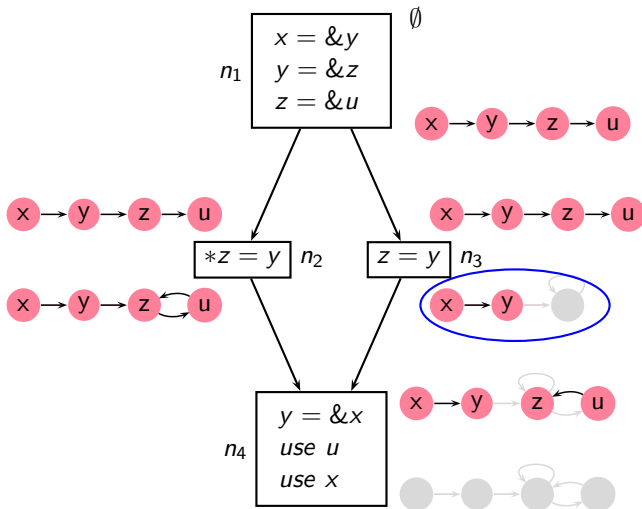 ∅
x = &y
n1
y = &z
z = &u
x y z u
x y z u
x y z u
*z = y n2
z = y n3
x y z u
x y
x y z u
y = &x
n4
use u
use x